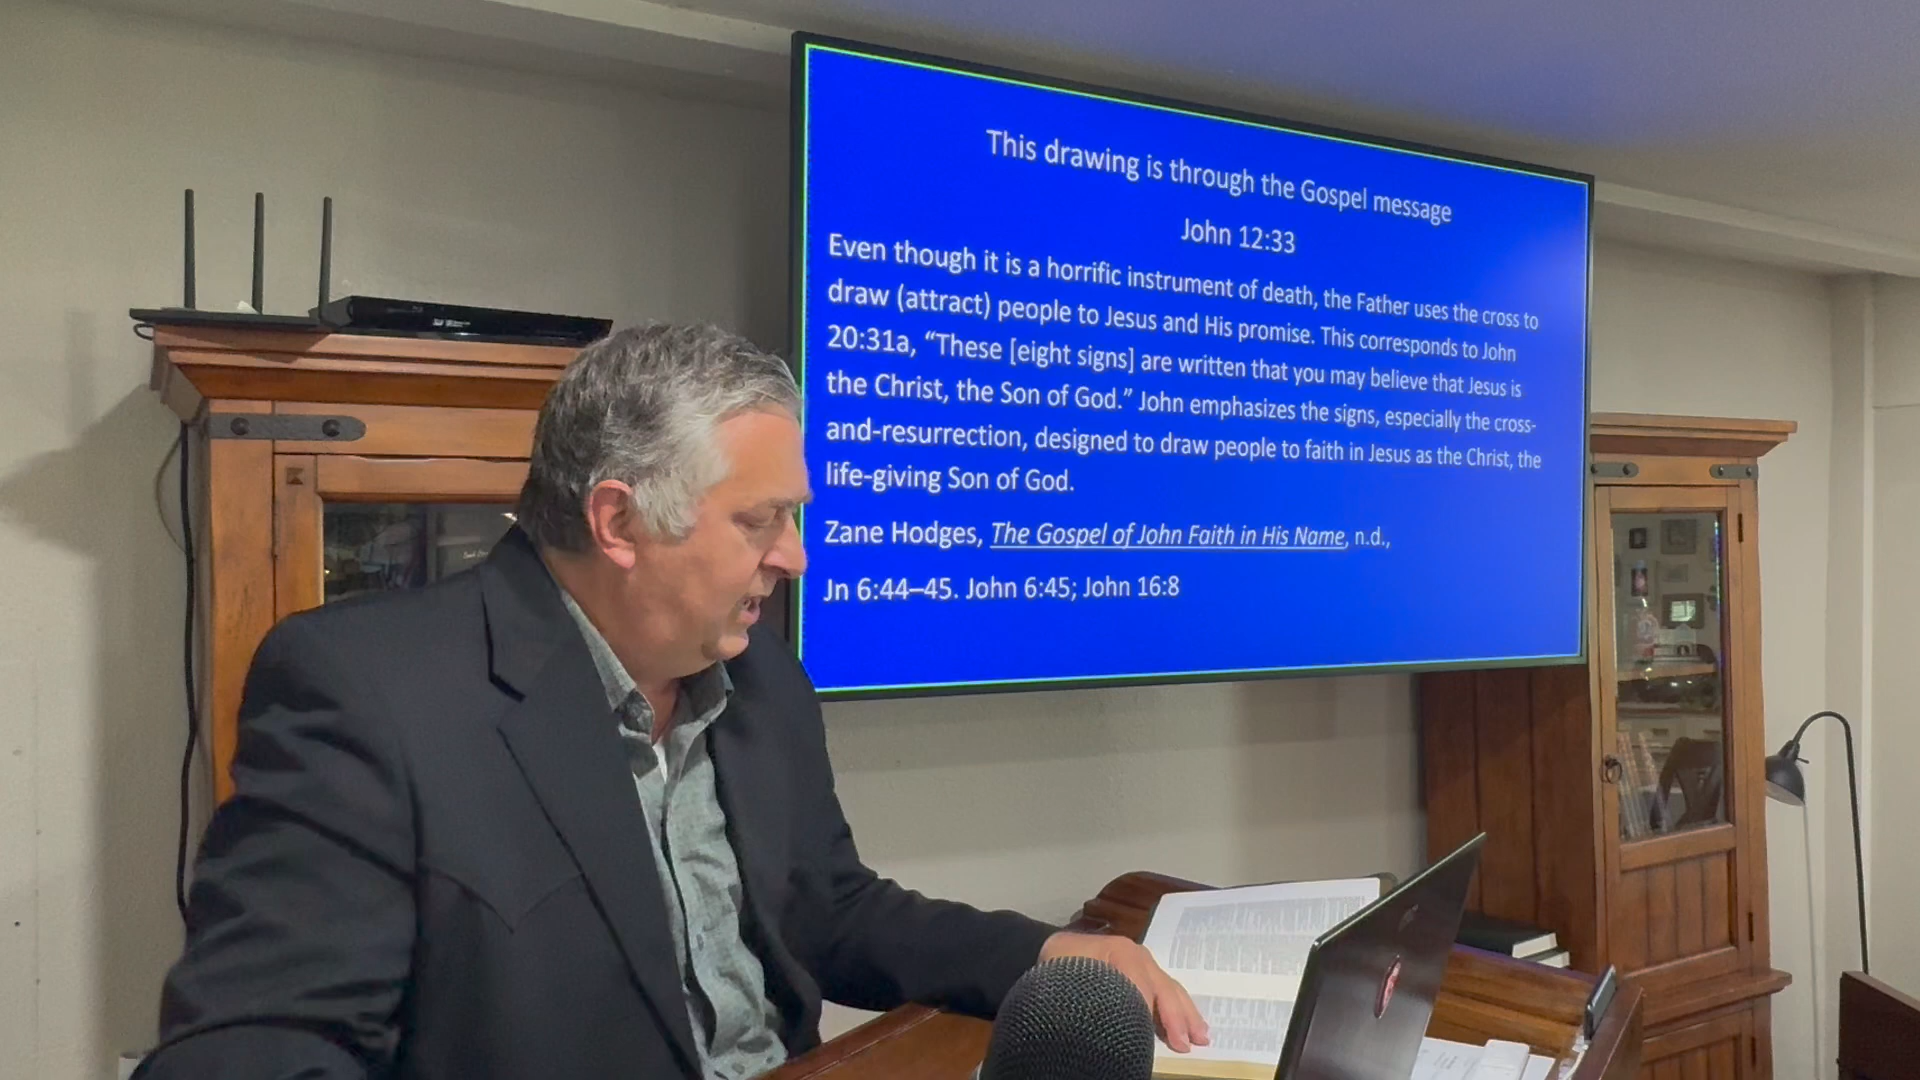 This drawing is through the Gospel message
John 12:33
Even though it is a horrific instrument of death, the Father uses the cross to
draw (attract) people to Jesus and His promise. This corresponds to John
20:31a, “These [eight signs] are written that you may believe that Jesus is
the Christ, the Son of God.” John emphasizes the signs, especially the cross-
and-resurrection, designed to draw people to faith in Jesus as the Christ, the
life-giving Son of God.
Zane Hodges, The Gospel of John Faith in His Name, n.d.,
Jn 6:44–45. John 6:45; John 16:8